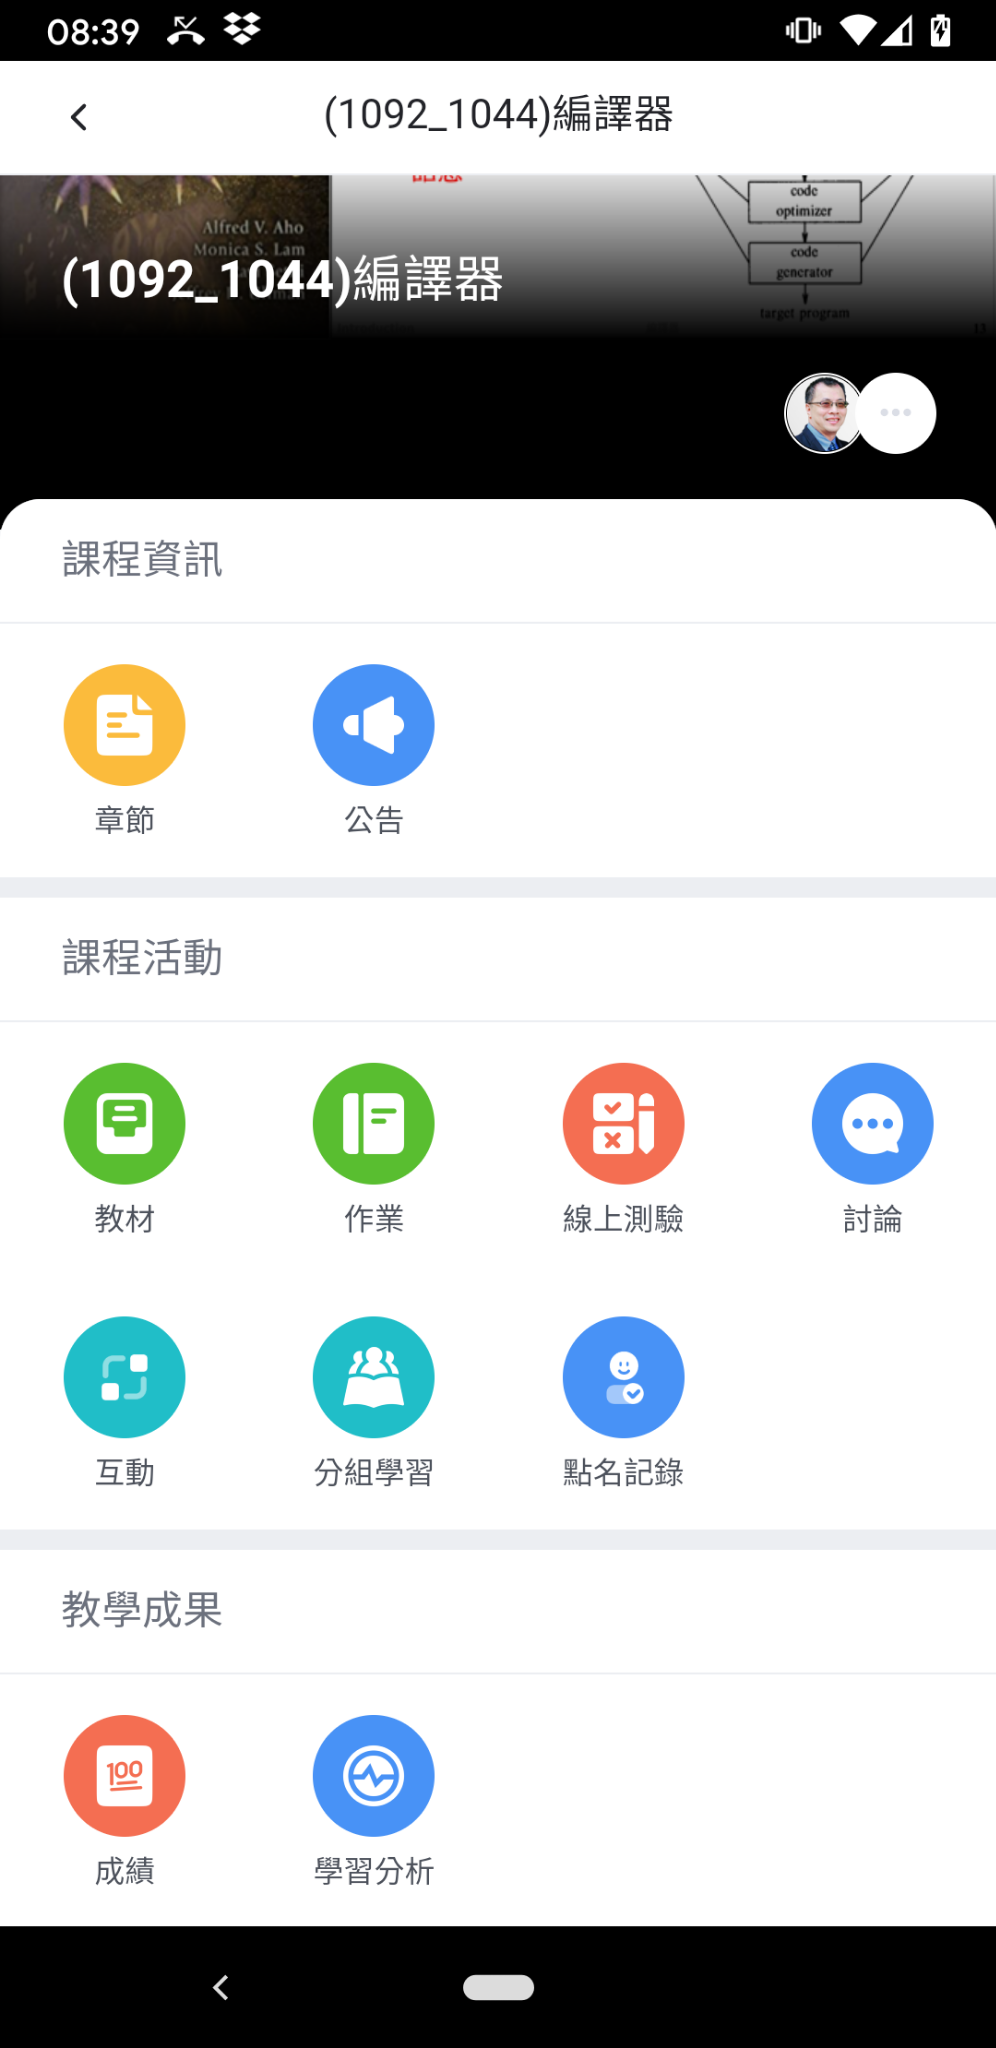 08:39
(1092_1044)編譯器
code
optimizer
Alfred V. Aho
Monica S. Lam
code
generator
(1092_1044)編譯器
target program
13
課程資訊
章節
公告
課程活動
教材
作業
線上測驗
討論
互動
分組學習
點名記錄
教學成果
100
成績
學習分析